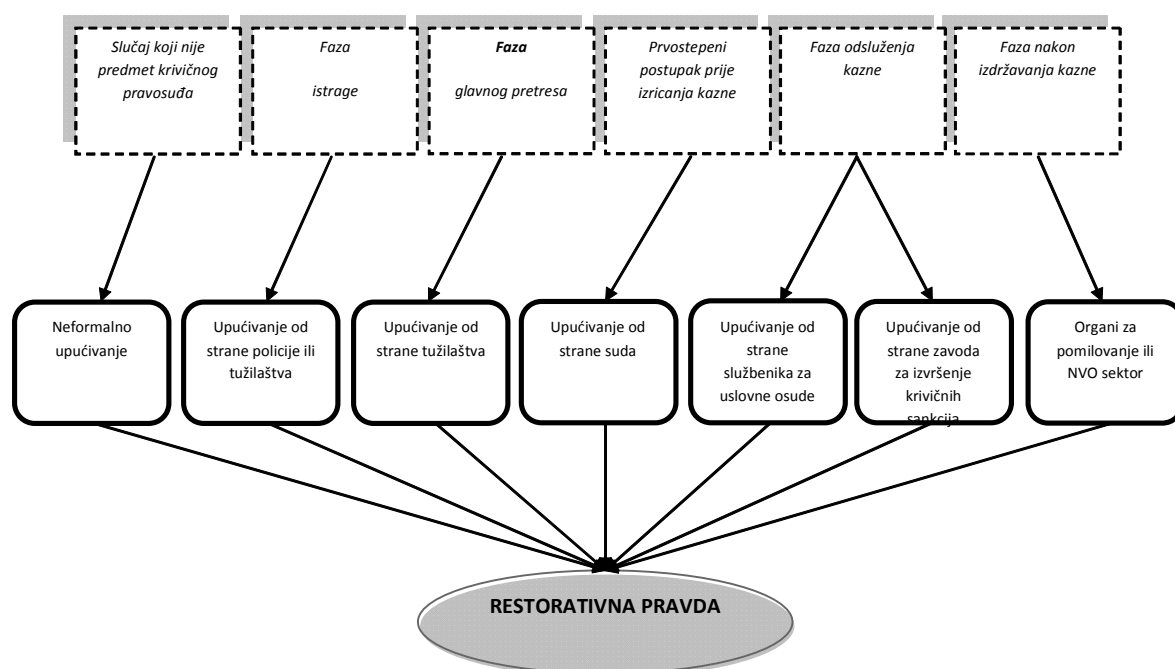 Slučaj koji nije
predmet krivičnog
pravosuđa
Faza
istrage
Faza
glavnog pretresa
Prvostepeni
postupak prije
izricanja kazne
Faza odsluženja
kazne
Faza nakon
izdržavanja kazne
Neformalno
upućivanje
Upućivanje od
strane policije ili
tužilaštva
Upućivanje od
strane tužilaštva
Upućivanje od
strane suda
Upućivanje od
strane
službenika za
uslovne osude
Upućivanje od
strane zavoda
za izvršenje
krivičnih
sankcija
Organi za
pomilovanje ili
NVO sektor
RESTORATIVNA PRAVDA